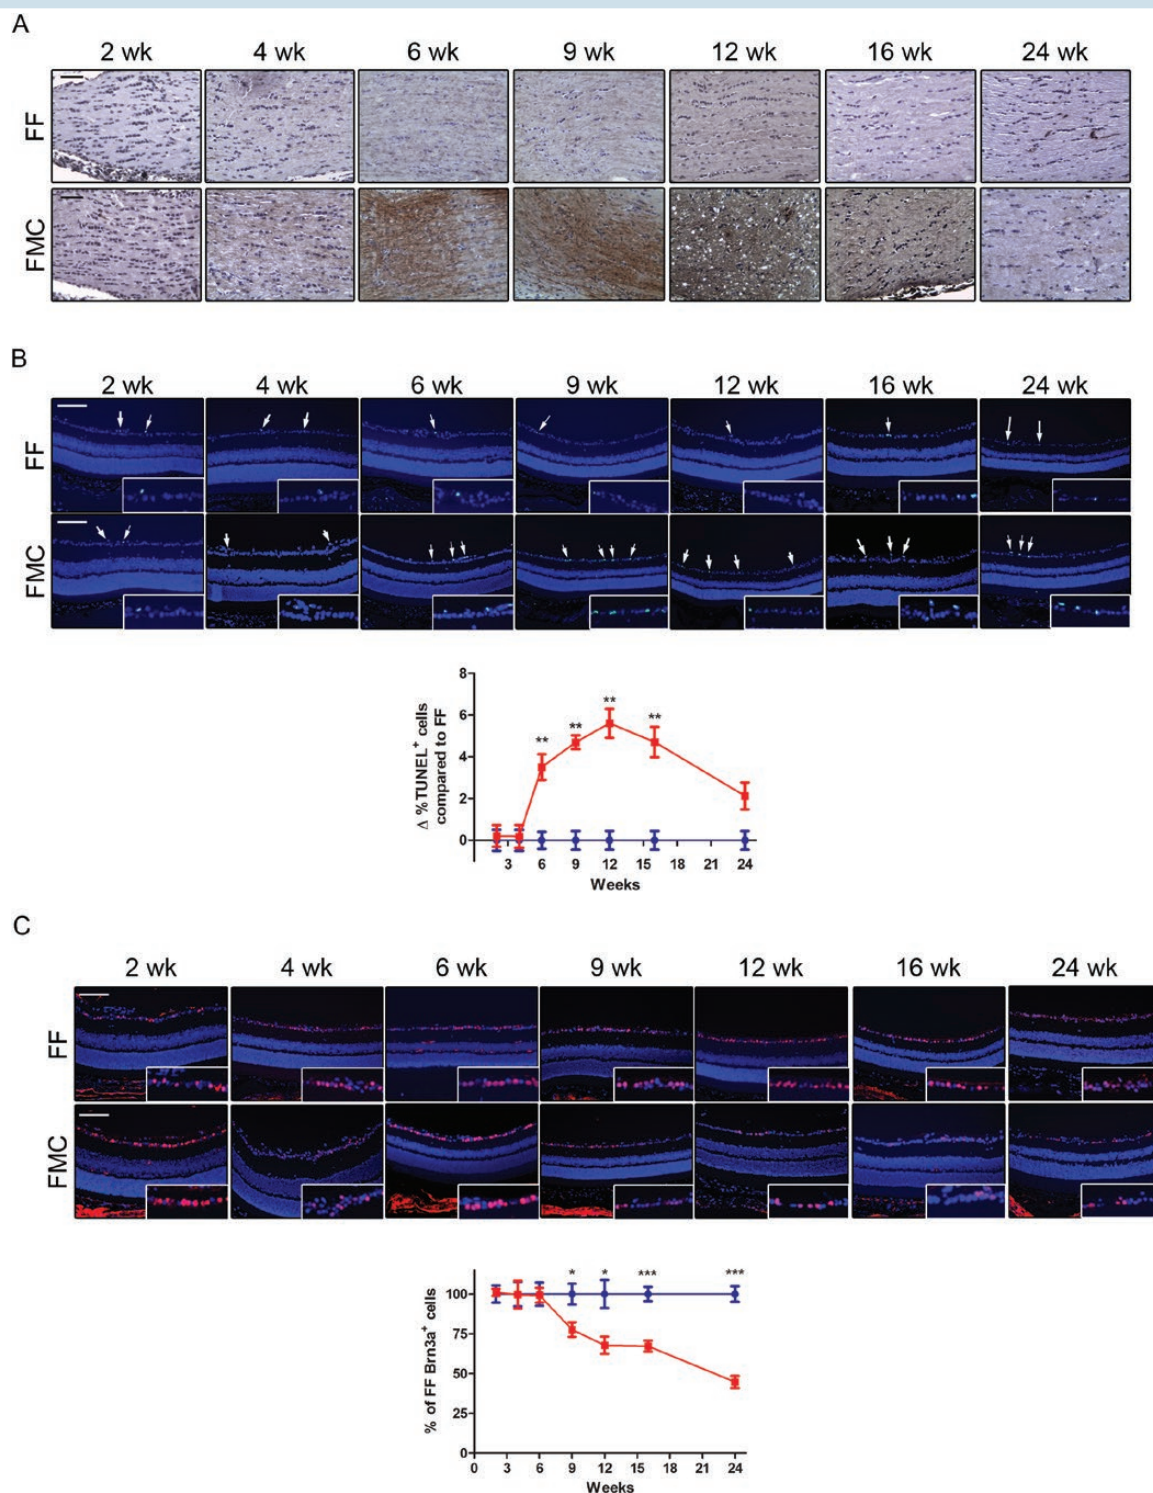 A
2 wk 4 wk 6 wk 9 wk 12 wk 16 wk 24 wk
FF
FMC
B
2 wk 4 wk 6 wk 9 wk 12 wk 16 wk 24 wk
FF
FMC
8
6
4
2
0
Δ %TUNEL⁺ cells
compared to FF
** ** ** **
3 6 9 12 15 18 21 24
Weeks
C
2 wk 4 wk 6 wk 9 wk 12 wk 16 wk 24 wk
FF
FMC
100
75
50
25
0
% of FF Brn3a⁺ cells
* * *** ***
0 3 6 9 12 15 18 21 24
Weeks